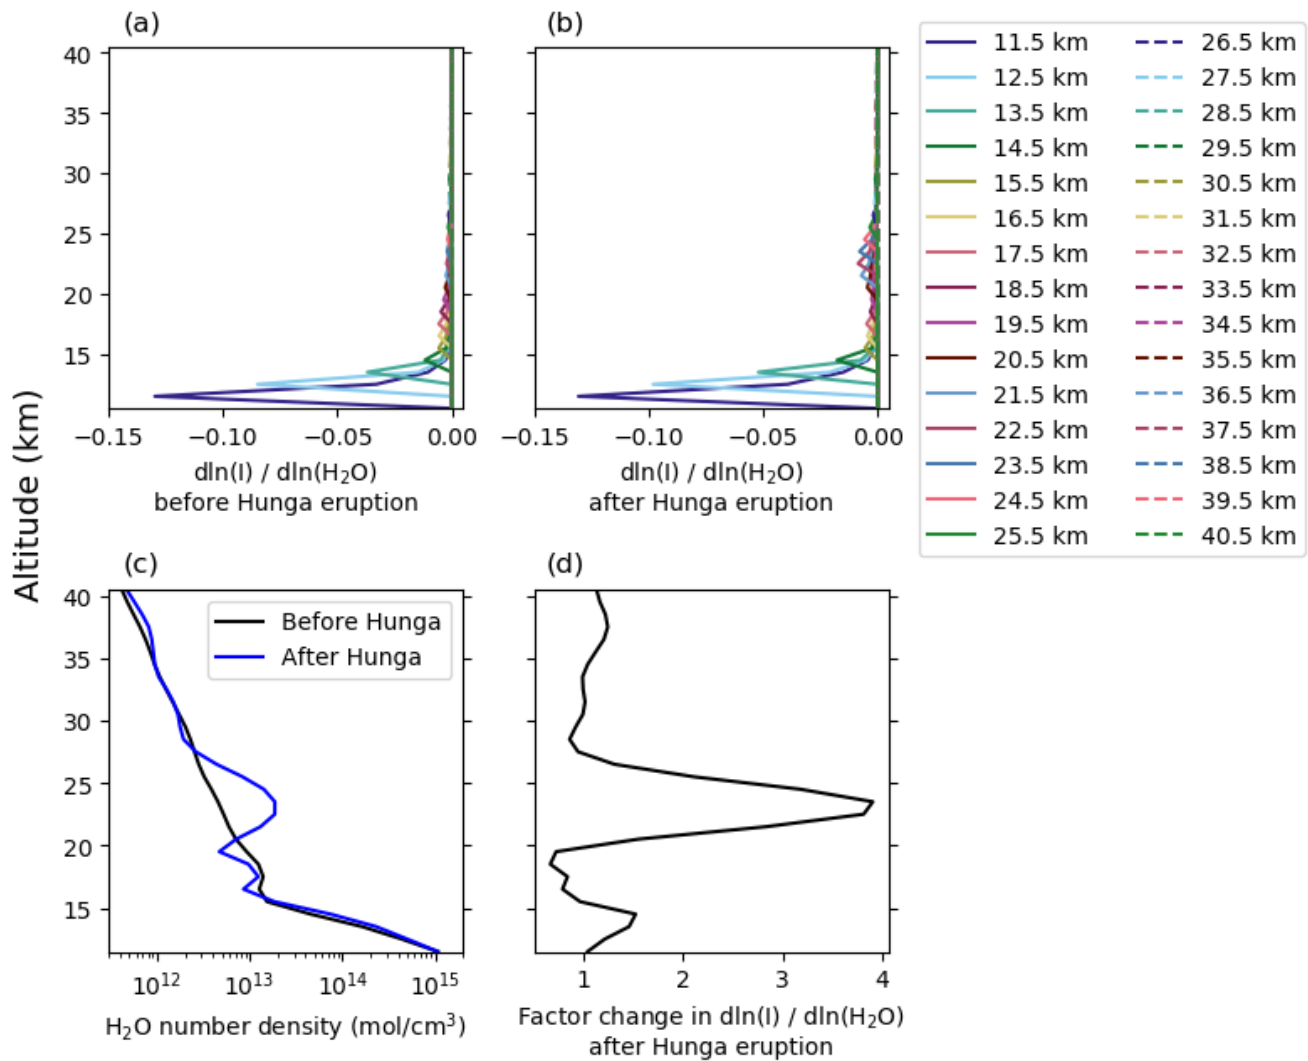 (a)
(b)
40
35
30
25
20
15
−0.15
−0.10
−0.05
0.00
−0.15
−0.10
−0.05
0.00
dln(I) / dln(H₂O)
before Hunga eruption
dln(I) / dln(H₂O)
after Hunga eruption
11.5 km
12.5 km
13.5 km
14.5 km
15.5 km
16.5 km
17.5 km
18.5 km
19.5 km
20.5 km
21.5 km
22.5 km
23.5 km
24.5 km
25.5 km
26.5 km
27.5 km
28.5 km
29.5 km
30.5 km
31.5 km
32.5 km
33.5 km
34.5 km
35.5 km
36.5 km
37.5 km
38.5 km
39.5 km
40.5 km
Altitude (km)
(c)
(d)
40
35
30
25
20
15
Before Hunga
After Hunga
10¹²
10¹³
10¹⁴
10¹⁵
H₂O number density (mol/cm³)
1
2
3
4
Factor change in dln(I) / dln(H₂O)
after Hunga eruption